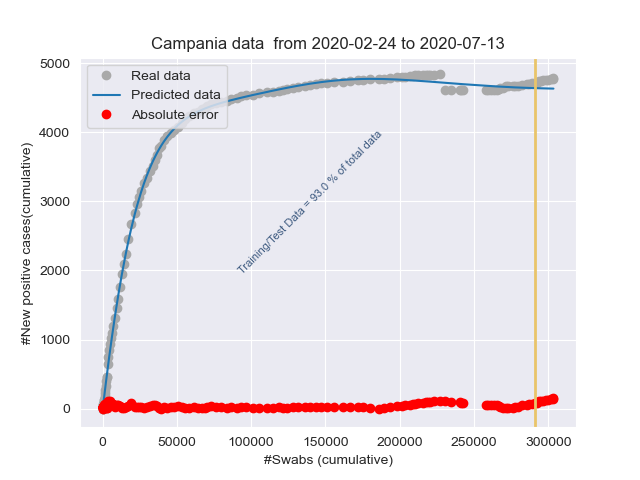 Campania data  from 2020-02-24 to 2020-07-13
5000
4000
3000
2000
1000
0
#New positive cases(cumulative)
Real data
Predicted data
Absolute error
Training/Test Data = 93.0 % of total data
0 50000 100000 150000 200000 250000 300000
#Swabs (cumulative)